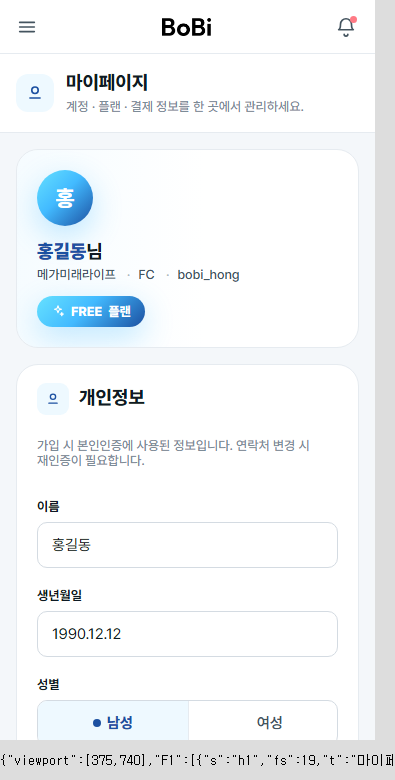 BoBi
마이페이지
계정 · 플랜 · 결제 정보를 한 곳에서 관리하세요.
홍
홍길동님
메가미래라이프 · FC · bobi_hong
FREE 플랜
개인정보
가입 시 본인인증에 사용된 정보입니다. 연락처 변경 시
재인증이 필요합니다.
이름
홍길동
생년월일
1990.12.12
성별
남성 여성
{"viewport":[375,740],"F1":[{"s":"h1","fs":19,"t":"마이페